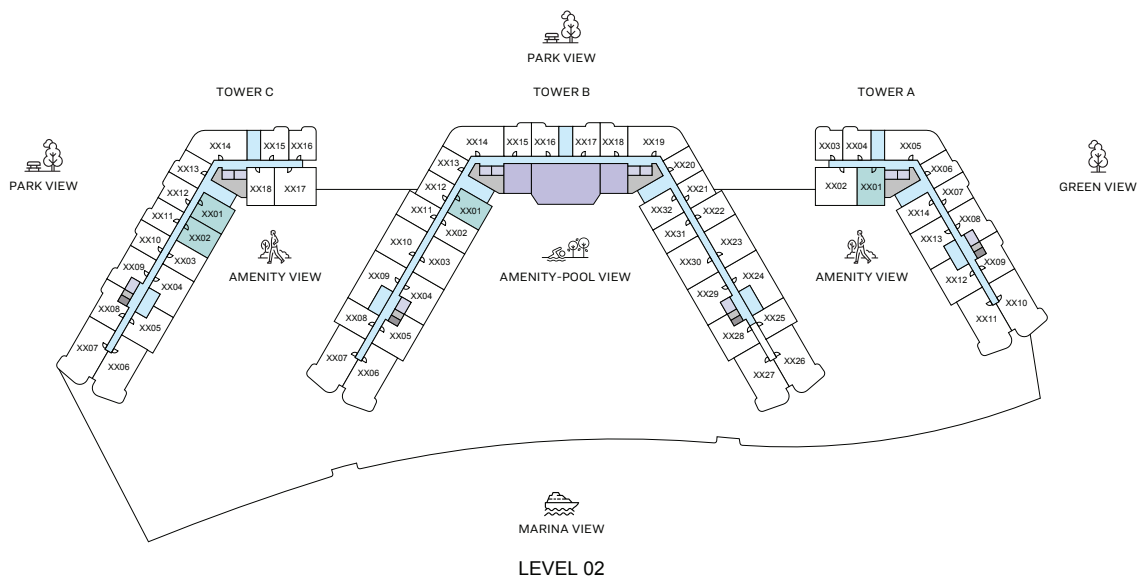 PARK VIEW
TOWER C
TOWER B
TOWER A
PARK VIEW
GREEN VIEW
XX14
XX15
XX16
XX13
XX12
XX11
XX10
XX09
XX08
XX07
XX06
XX05
XX04
XX03
XX02
XX01
XX18
XX17
AMENITY VIEW
XX14
XX15
XX16
XX17
XX18
XX19
XX13
XX12
XX11
XX10
XX09
XX08
XX07
XX06
XX05
XX04
XX03
XX02
XX01
XX20
XX21
XX22
XX23
XX24
XX25
XX26
XX27
XX28
XX29
XX30
XX31
XX32
AMENITY-POOL VIEW
XX03
XX04
XX05
XX02
XX01
XX06
XX07
XX08
XX09
XX10
XX11
XX12
XX13
XX14
AMENITY VIEW
MARINA VIEW
LEVEL 02